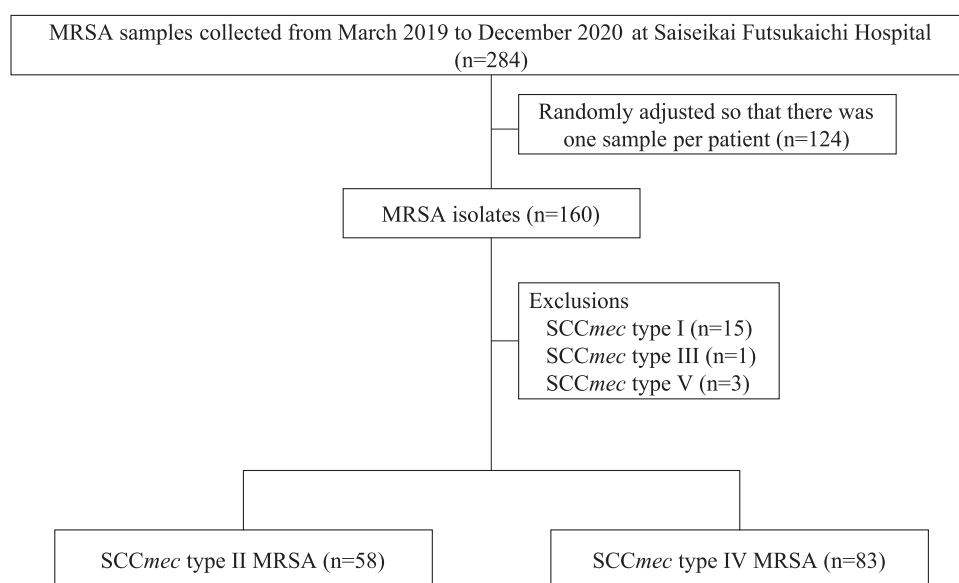 MRSA samples collected from March 2019 to December 2020 at Saiseikai Futsukaichi Hospital
(n=284)
Randomly adjusted so that there was
one sample per patient (n=124)
MRSA isolates (n=160)
Exclusions
SCCmec type I (n=15)
SCCmec type III (n=1)
SCCmec type V (n=3)
SCCmec type II MRSA (n=58)
SCCmec type IV MRSA (n=83)